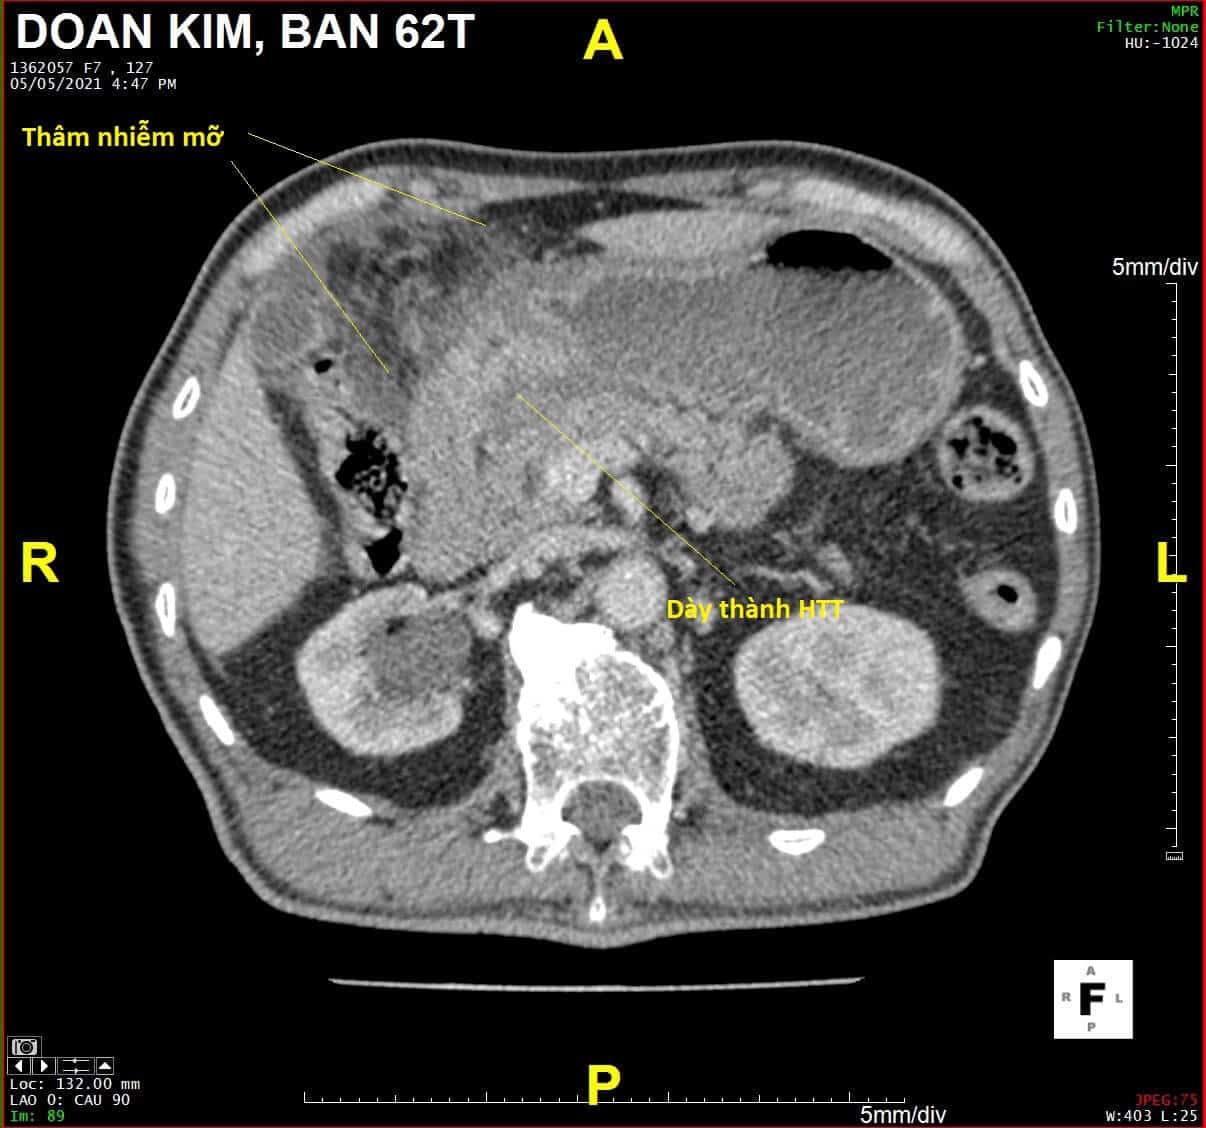 DOAN KIM, BAN 62T
1362057 F7 , 127
05/05/2021 4:47 PM
A
MPR
Filter:None
HU:-1024
Thâm nhiễm mỡ
5mm/div
R
L
Dày thành HTT
A
R F L
P
Loc: 132.00 mm
LAO 0: CAU 90
Im: 89
P
5mm/div
JPEG:75
W:403 L:25